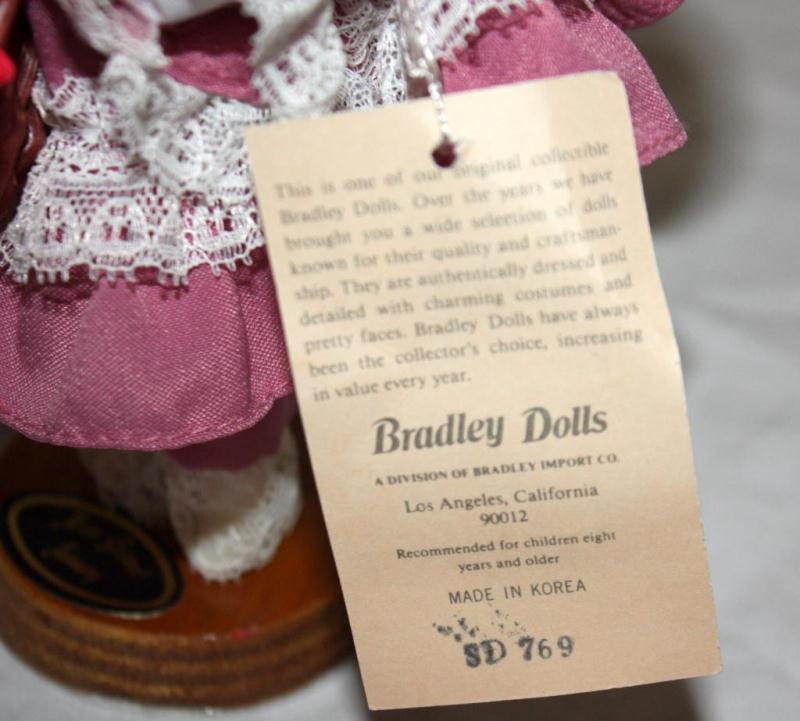 This is one of our original collectible
Bradley Dolls. Over the years we have
brought you a wide selection of dolls
known for their quality and craftsman-
ship. They are authentically dressed and
detailed with charming costumes and
pretty faces. Bradley Dolls have always
been the collector's choice, increasing
in value every year.
Bradley Dolls
A DIVISION OF BRADLEY IMPORT CO.
Los Angeles, California
90012
Recommended for children eight
years and older
MADE IN KOREA
SD 769